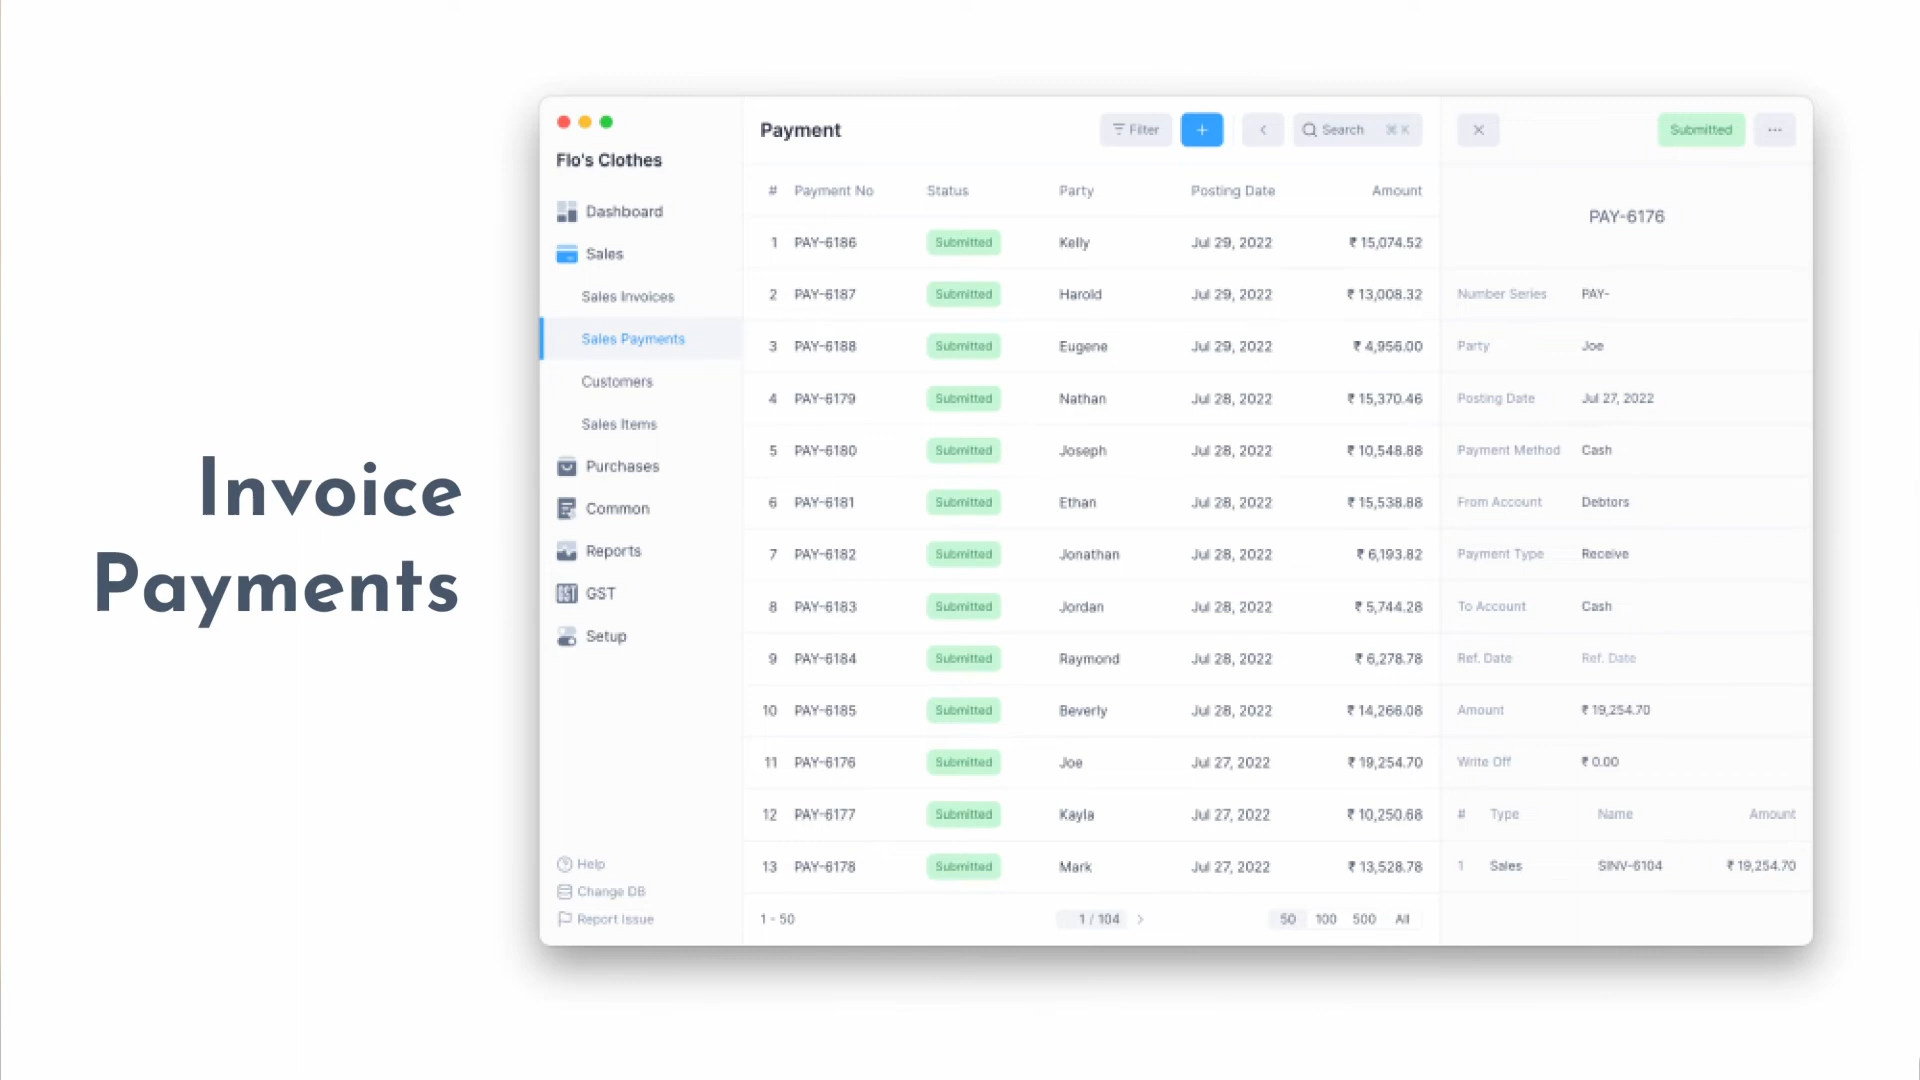 Invoice
Payments
Flo's Clothes
Dashboard
Sales
Sales Invoices
Sales Payments
Customers
Sales Items
Purchases
Common
Reports
GST
Setup
Help
Change DB
Report Issue
Payment
Filter
+
Search ⌘ K
# Payment No Status Party Posting Date Amount
1 PAY-6186 Submitted Kelly Jul 29, 2022 ₹ 15,074.52
2 PAY-6187 Submitted Harold Jul 29, 2022 ₹ 13,008.32
3 PAY-6188 Submitted Eugene Jul 29, 2022 ₹ 4,956.00
4 PAY-6179 Submitted Nathan Jul 28, 2022 ₹ 15,370.46
5 PAY-6180 Submitted Joseph Jul 28, 2022 ₹ 10,548.88
6 PAY-6181 Submitted Ethan Jul 28, 2022 ₹ 15,538.88
7 PAY-6182 Submitted Jonathan Jul 28, 2022 ₹ 6,193.82
8 PAY-6183 Submitted Jordan Jul 28, 2022 ₹ 5,744.28
9 PAY-6184 Submitted Raymond Jul 28, 2022 ₹ 6,278.78
10 PAY-6185 Submitted Beverly Jul 28, 2022 ₹ 14,266.08
11 PAY-6176 Submitted Joe Jul 27, 2022 ₹ 19,254.70
12 PAY-6177 Submitted Kayla Jul 27, 2022 ₹ 10,250.68
13 PAY-6178 Submitted Mark Jul 27, 2022 ₹ 13,528.78
1 - 50 1 / 104 50 100 500 All
Submitted ...
PAY-6176
Number Series PAY-
Party Joe
Posting Date Jul 27, 2022
Payment Method Cash
From Account Debtors
Payment Type Receive
To Account Cash
Ref. Date Ref. Date
Amount ₹ 19,254.70
Write Off ₹ 0.00
# Type Name Amount
1 Sales SINV-6104 ₹ 19,254.70